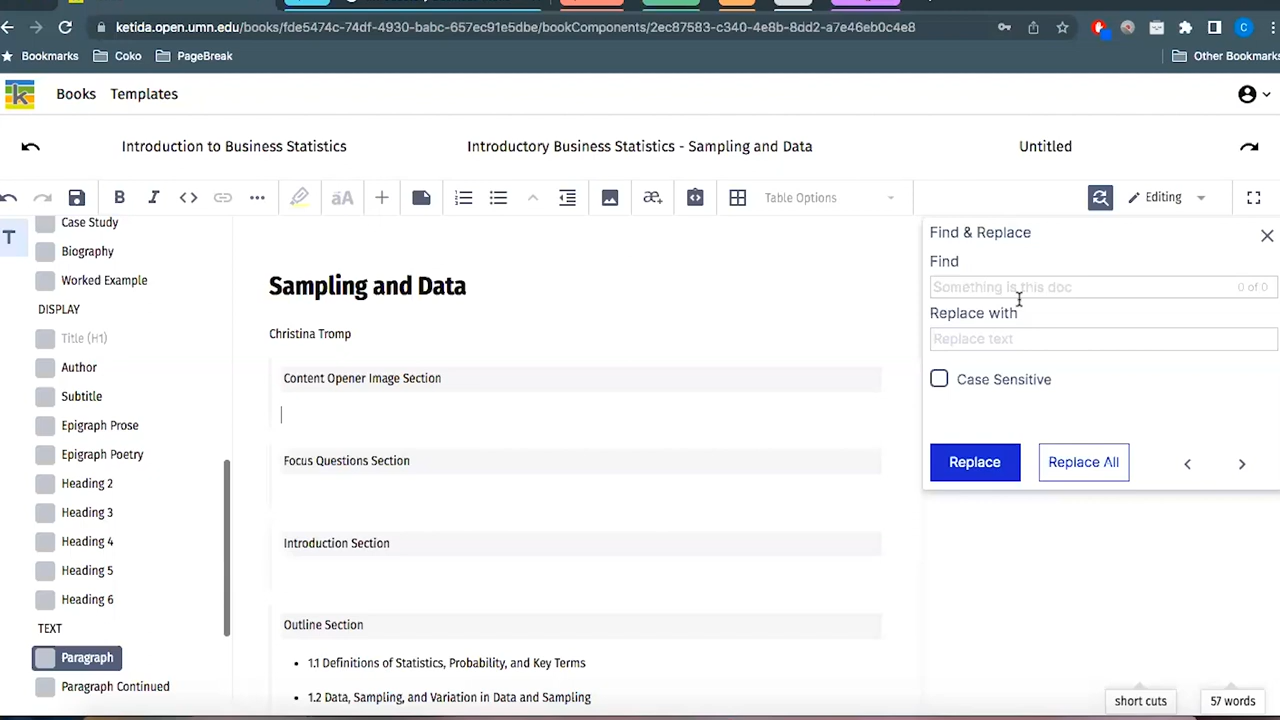 ketida.open.umn.edu/books/fde5474c-74df-4930-babc-657ec91e5dbe/bookComponents/2ec87583-c340-4e8b-8dd2-a7e46eb0c4e8
C
Bookmarks
Coko
PageBreak
Other Bookmarks
k
Books
Templates
Introduction to Business Statistics
Introductory Business Statistics - Sampling and Data
Untitled
B
I
aA
æ
Table Options
Editing
T
Case Study
Biography
Worked Example
DISPLAY
Title (H1)
Author
Subtitle
Epigraph Prose
Epigraph Poetry
Heading 2
Heading 3
Heading 4
Heading 5
Heading 6
TEXT
Paragraph
Paragraph Continued
Sampling and Data
Christina Tromp
Content Opener Image Section
Focus Questions Section
Introduction Section
Outline Section
• 1.1 Definitions of Statistics, Probability, and Key Terms
• 1.2 Data, Sampling, and Variation in Data and Sampling
Find & Replace
Find
Something is this doc
0 of 0
Replace with
Replace text
Case Sensitive
Replace
Replace All
short cuts
57 words